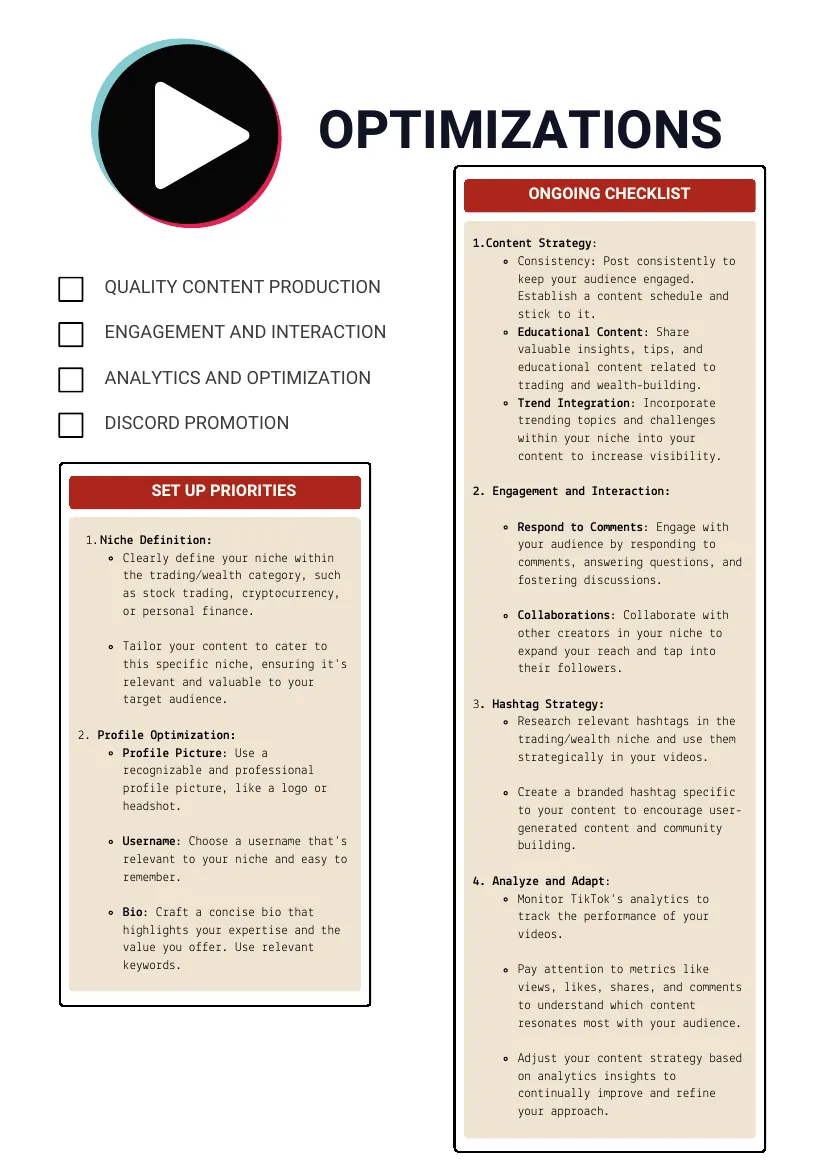 OPTIMIZATIONS
QUALITY CONTENT PRODUCTION
ENGAGEMENT AND INTERACTION
ANALYTICS AND OPTIMIZATION
DISCORD PROMOTION
SET UP PRIORITIES
1. Niche Definition:
Clearly define your niche within
the trading/wealth category, such
as stock trading, cryptocurrency,
or personal finance.
Tailor your content to cater to
this specific niche, ensuring it's
relevant and valuable to your
target audience.
2. Profile Optimization:
Profile Picture: Use a
recognizable and professional
profile picture, like a logo or
headshot.
Username: Choose a username that's
relevant to your niche and easy to
remember.
Bio: Craft a concise bio that
highlights your expertise and the
value you offer. Use relevant
keywords.
ONGOING CHECKLIST
1.Content Strategy:
Consistency: Post consistently to
keep your audience engaged.
Establish a content schedule and
stick to it.
Educational Content: Share
valuable insights, tips, and
educational content related to
trading and wealth-building.
Trend Integration: Incorporate
trending topics and challenges
within your niche into your
content to increase visibility.
2. Engagement and Interaction:
Respond to Comments: Engage with
your audience by responding to
comments, answering questions, and
fostering discussions.
Collaborations: Collaborate with
other creators in your niche to
expand your reach and tap into
their followers.
3. Hashtag Strategy:
Research relevant hashtags in the
trading/wealth niche and use them
strategically in your videos.
Create a branded hashtag specific
to your content to encourage user-
generated content and community
building.
4. Analyze and Adapt:
Monitor TikTok's analytics to
track the performance of your
videos.
Pay attention to metrics like
views, likes, shares, and comments
to understand which content
resonates most with your audience.
Adjust your content strategy based
on analytics insights to
continually improve and refine
your approach.